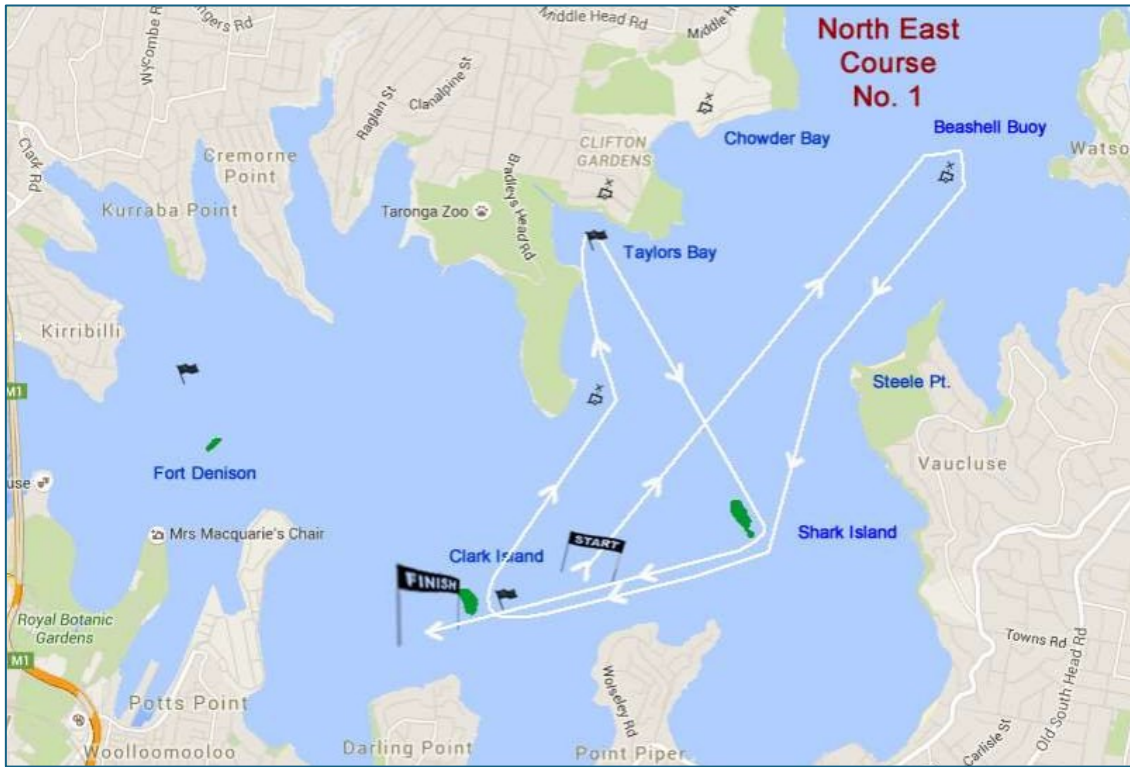 ngers Rd
Wycombe R
Middle Head Rd
Middle H
North East
Course
No. 1
Raglan St
Clanalpine St
Beashell Buoy
Chowder Bay
CLIFTON
GARDENS
Watso
Clark Rd
Cremorne
Point
Bradleys Head Rd
Kurraba Point
Taronga Zoo
Taylors Bay
Kirribilli
M1
Steele Pt.
Fort Denison
Vaucluse
use
Mrs Macquarie's Chair
Shark Island
START
Clark Island
FINISH
Royal Botanic
Gardens
M1
Towns Rd
Old South Head Rd
Wolseley Rd
Potts Point
Woolloomooloo
Darling Point
Point Piper
Carlisle St